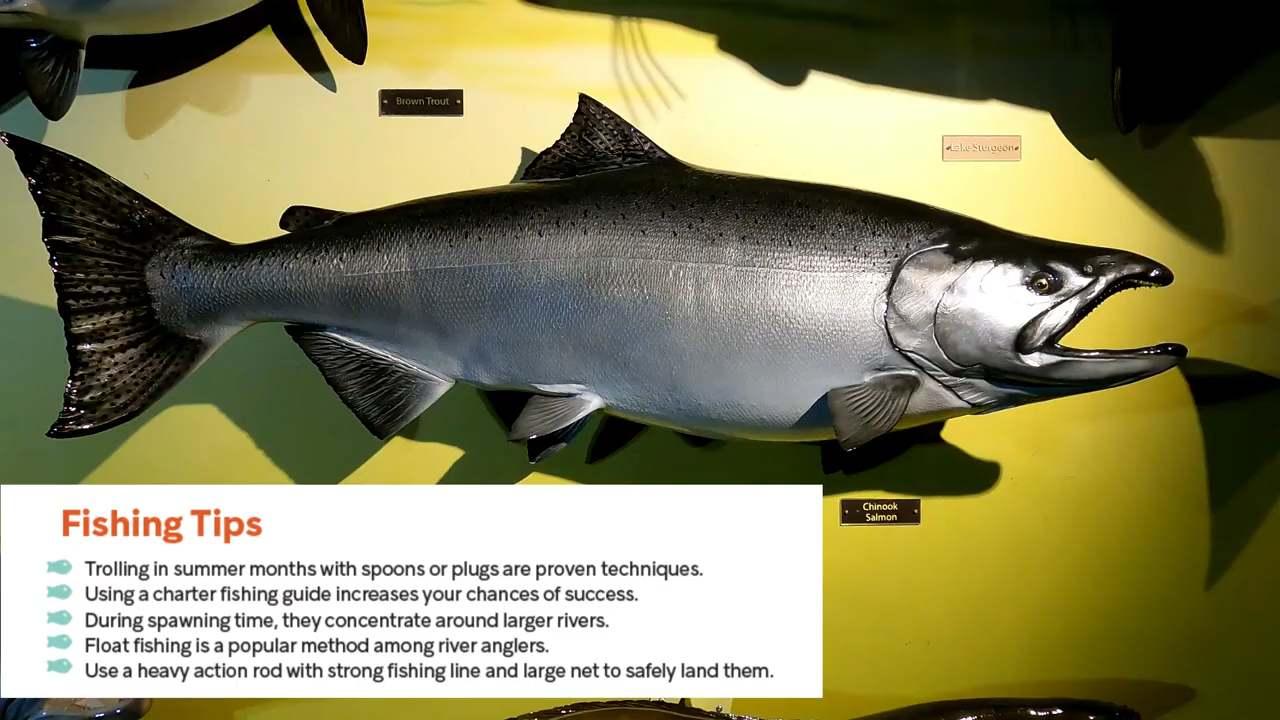 Brown Trout
Lake Sturgeon
Chinook
Salmon
Fishing Tips
Trolling in summer months with spoons or plugs are proven techniques.
Using a charter fishing guide increases your chances of success.
During spawning time, they concentrate around larger rivers.
Float fishing is a popular method among river anglers.
Use a heavy action rod with strong fishing line and large net to safely land them.